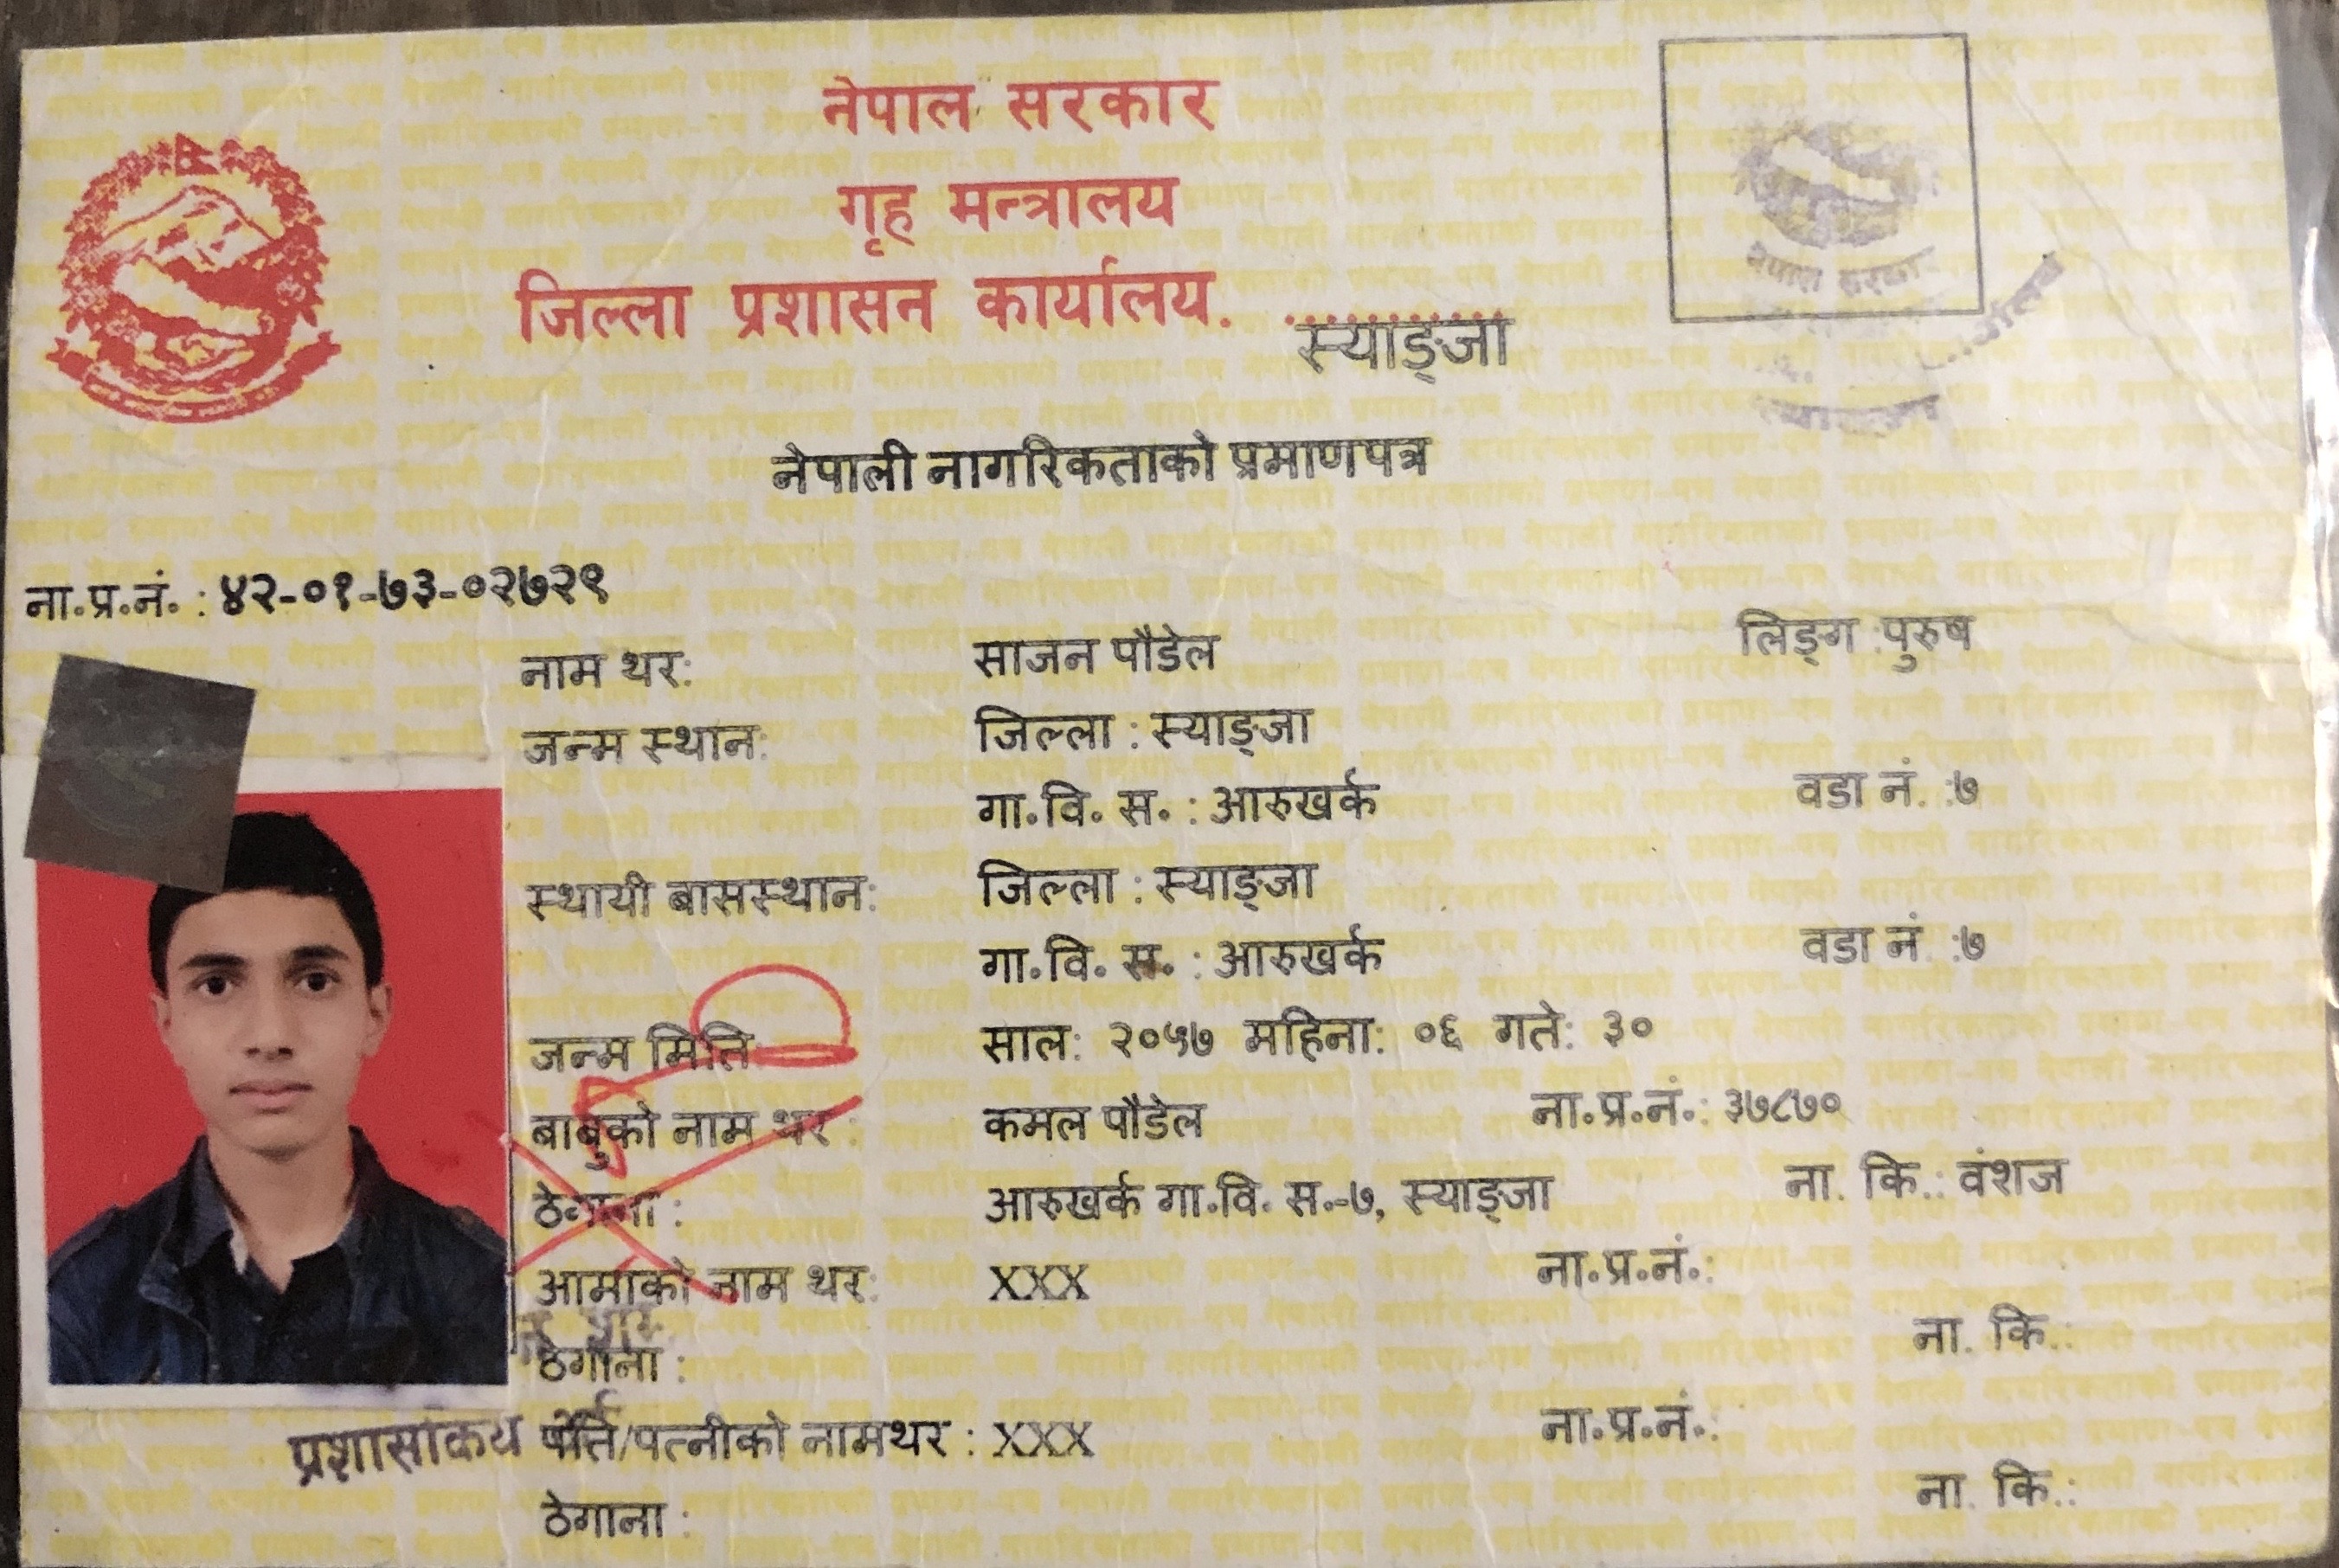 नेपाल सरकार
गृह मन्त्रालय
जिल्ला प्रशासन कार्यालय. ............
स्याङ्जा
नेपाल सरकार
नेपाली नागरिकताको प्रमाणपत्र
ना.प्र.नं. : ४२-०१-७३-०२७२९
नाम थर: साजन पौडेल लिङ्ग :पुरुष
जन्म स्थान: जिल्ला : स्याङ्जा
गा.वि. स. : आरुखर्क वडा नं. :७
स्थायी बासस्थान: जिल्ला : स्याङ्जा
गा.वि. स. : आरुखर्क वडा नं :७
जन्म मिति: साल: २०५७ महिना: ०६ गते: ३०
बाबुको नाम थर : कमल पौडेल ना.प्र.नं.: ३७८७०
ठेगाना : आरुखर्क गा.वि. स.-७, स्याङ्जा ना. कि.: वंशज
आमाको नाम थर: XXX ना.प्र.नं.:
ठेगाना : ना. कि.:
पति/पत्नीको नामथर : XXX ना.प्र.नं.:
ठेगाना : ना. कि.: